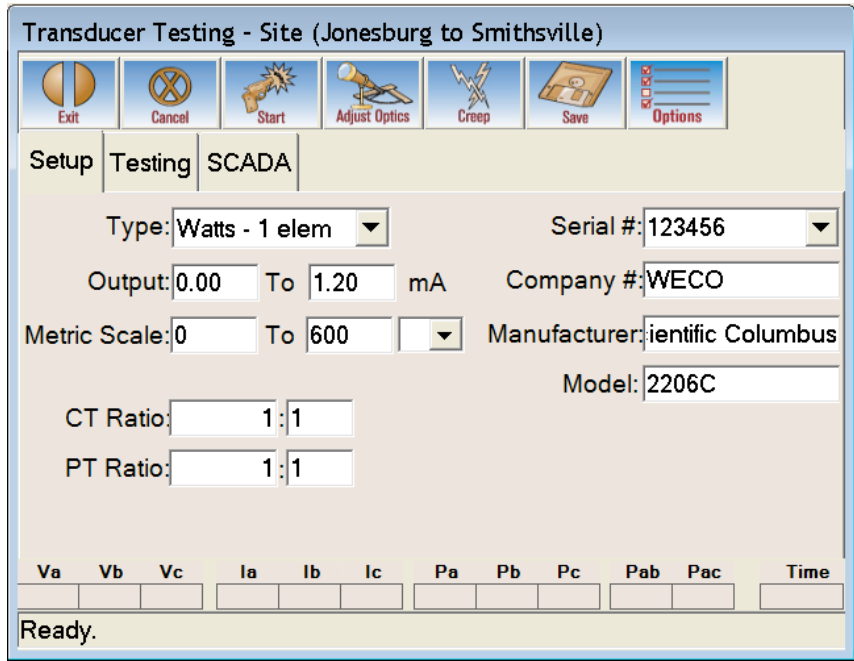 Transducer Testing - Site (Jonesburg to Smithsville)
Exit Cancel Start Adjust Optics Creep Save Options
Setup Testing SCADA
Type: Watts - 1 elem Serial #: 123456
Output: 0.00 To 1.20 mA Company #: WECO
Metric Scale: 0 To 600 Manufacturer: ientific Columbus
Model: 2206C
CT Ratio: 1 : 1
PT Ratio: 1 : 1
Va Vb Vc Ia Ib Ic Pa Pb Pc Pab Pac Time
Ready.